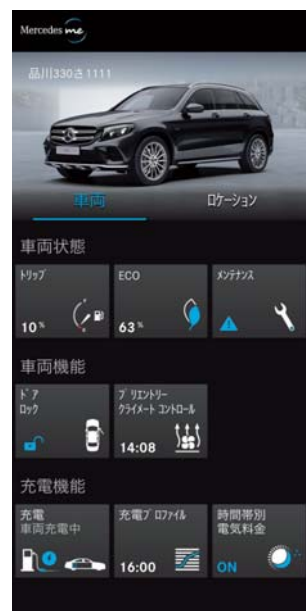 Mercedes me
品川330さ1111
車両
ロケーション
車両状態
トリップ
ECO
メンテナンス
10%
63%
車両機能
ドア
ロック
プリエントリー
クライメートコントロール
14:08
充電機能
充電
車両充電中
充電プロファイル
時間帯別
電気料金
16:00
ON